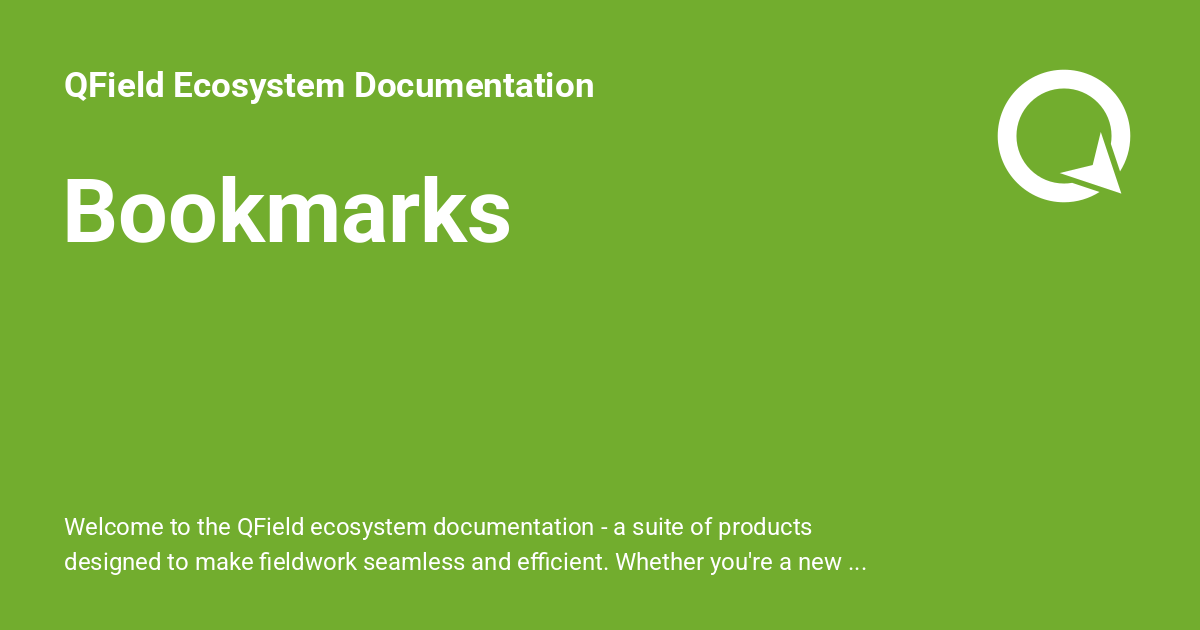 QField Ecosystem Documentation
Bookmarks
Welcome to the QField ecosystem documentation - a suite of products
designed to make fieldwork seamless and efficient. Whether you're a new ...